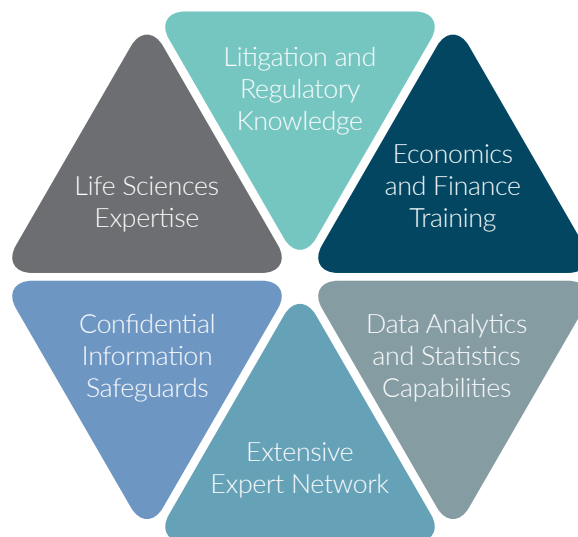 Litigation and
Regulatory
Knowledge
Economics
and Finance
Training
Life Sciences
Expertise
Confidential
Information
Safeguards
Data Analytics
and Statistics
Capabilities
Extensive
Expert Network